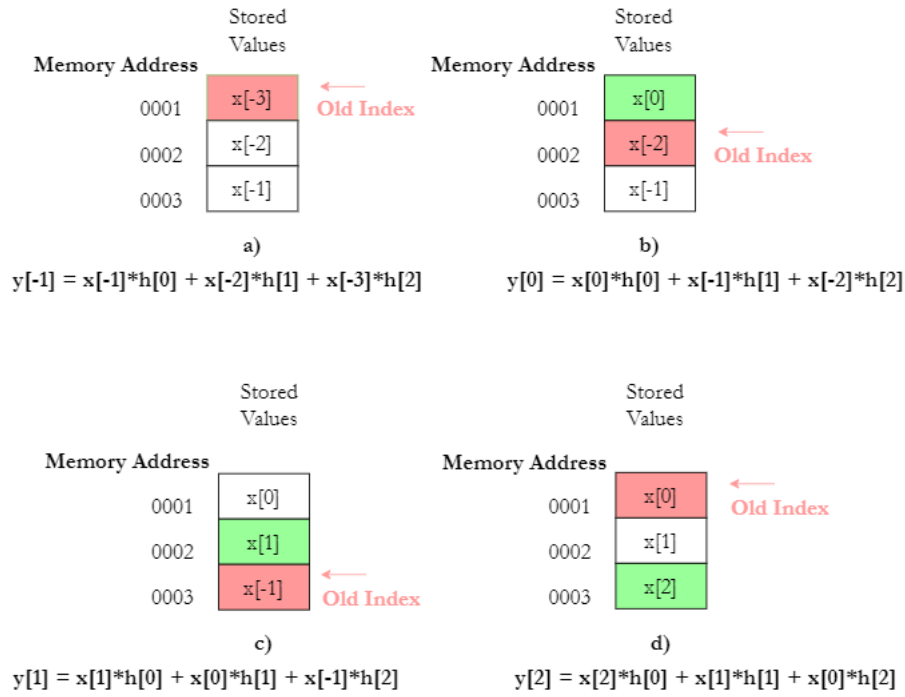 Stored
Values
Memory Address
0001
x[-3]
Old Index
0002
x[-2]
0003
x[-1]
a)
y[-1] = x[-1]*h[0] + x[-2]*h[1] + x[-3]*h[2]
Stored
Values
Memory Address
0001
x[0]
0002
x[-2]
Old Index
0003
x[-1]
b)
y[0] = x[0]*h[0] + x[-1]*h[1] + x[-2]*h[2]
Stored
Values
Memory Address
0001
x[0]
0002
x[1]
0003
x[-1]
Old Index
c)
y[1] = x[1]*h[0] + x[0]*h[1] + x[-1]*h[2]
Stored
Values
Memory Address
0001
x[0]
Old Index
0002
x[1]
0003
x[2]
d)
y[2] = x[2]*h[0] + x[1]*h[1] + x[0]*h[2]